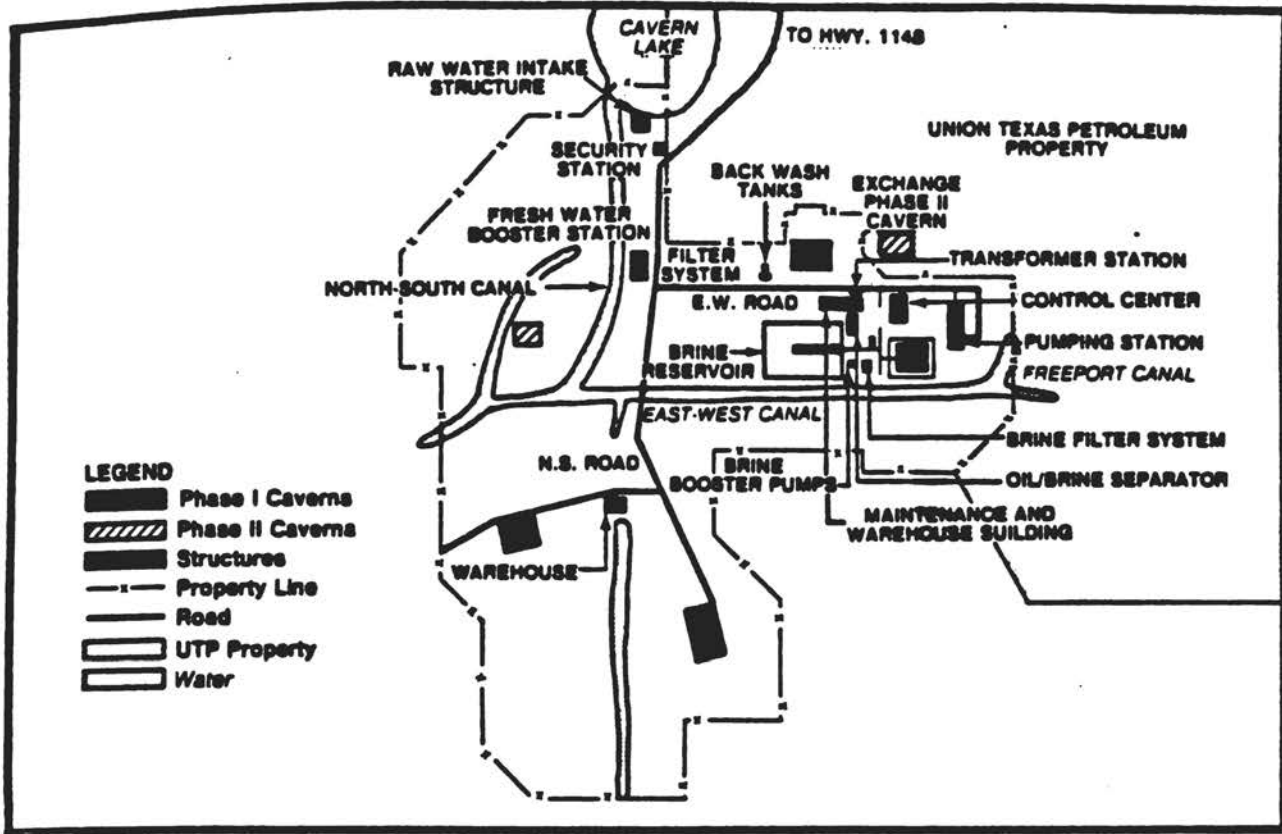 CAVERN
LAKE
TO HWY. 1148
RAW WATER INTAKE
STRUCTURE
UNION TEXAS PETROLEUM
PROPERTY
SECURITY
STATION
BACK WASH
TANKS
EXCHANGE
PHASE II
CAVERN
FRESH WATER
BOOSTER STATION
FILTER
SYSTEM
TRANSFORMER STATION
NORTH-SOUTH CANAL
E.W. ROAD
CONTROL CENTER
BRINE
RESERVOIR
PUMPING STATION
FREEPORT CANAL
EAST-WEST CANAL
BRINE FILTER SYSTEM
N.S. ROAD
BRINE
BOOSTER PUMPS
OIL/BRINE SEPARATOR
MAINTENANCE AND
WAREHOUSE SUILDING
WAREHOUSE
LEGEND
Phase I Caverns
Phase II Caverns
Structures
Property Line
Road
UTP Property
Water